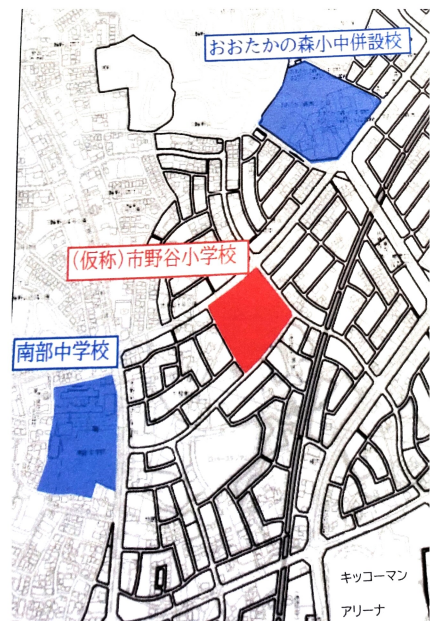 おおたかの森小中併設校
(仮称)市野谷小学校
南部中学校
キッコーマン
アリーナ